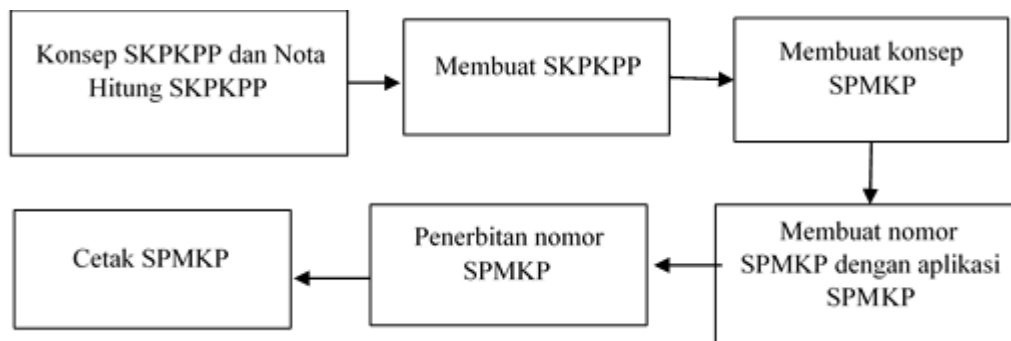 Konsep SKPKPP dan Nota
Hitung SKPKPP
Membuat SKPKPP
Membuat konsep
SPMKP
Membuat nomor
SPMKP dengan aplikasi
SPMKP
Penerbitan nomor
SPMKP
Cetak SPMKP